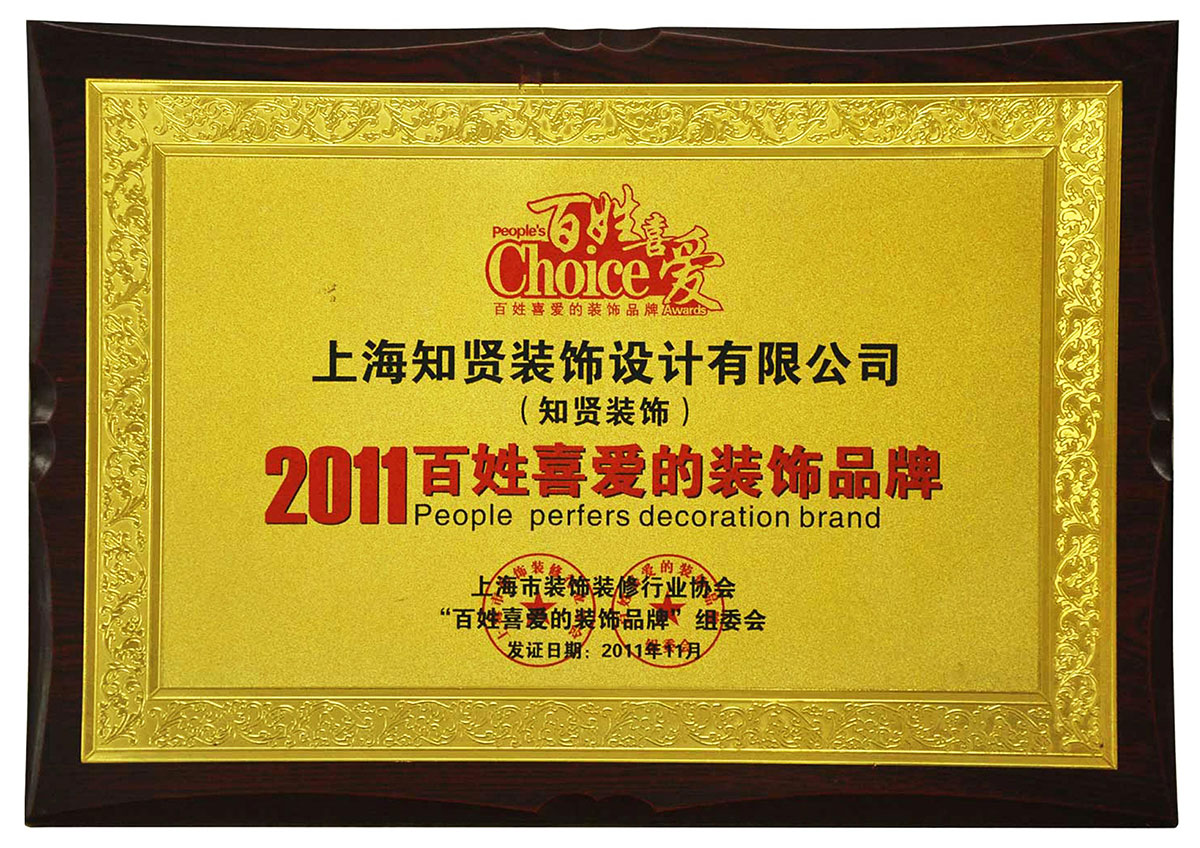 People's 百姓喜爱
Choice
百姓喜爱的装饰品牌 Awards
上海知贤装饰设计有限公司
（知贤装饰）
2011百姓喜爱的装饰品牌
People perfers decoration brand
上海市装饰装修行业协会
“百姓喜爱的装饰品牌”组委会
发证日期：2011年11月
组委会